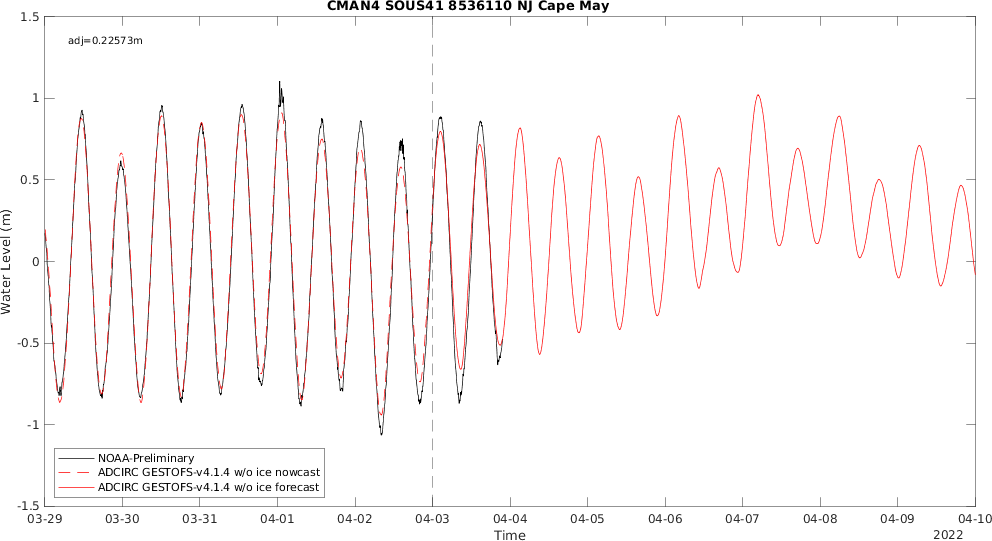 CMAN4 SOUS41 8536110 NJ Cape May
adj=0.22573m
1.5
1
0.5
0
-0.5
-1
-1.5
Water Level (m)
NOAA-Preliminary
ADCIRC GESTOFS-v4.1.4 w/o ice nowcast
ADCIRC GESTOFS-v4.1.4 w/o ice forecast
03-29 03-30 03-31 04-01 04-02 04-03 04-04 04-05 04-06 04-07 04-08 04-09 04-10
Time
2022